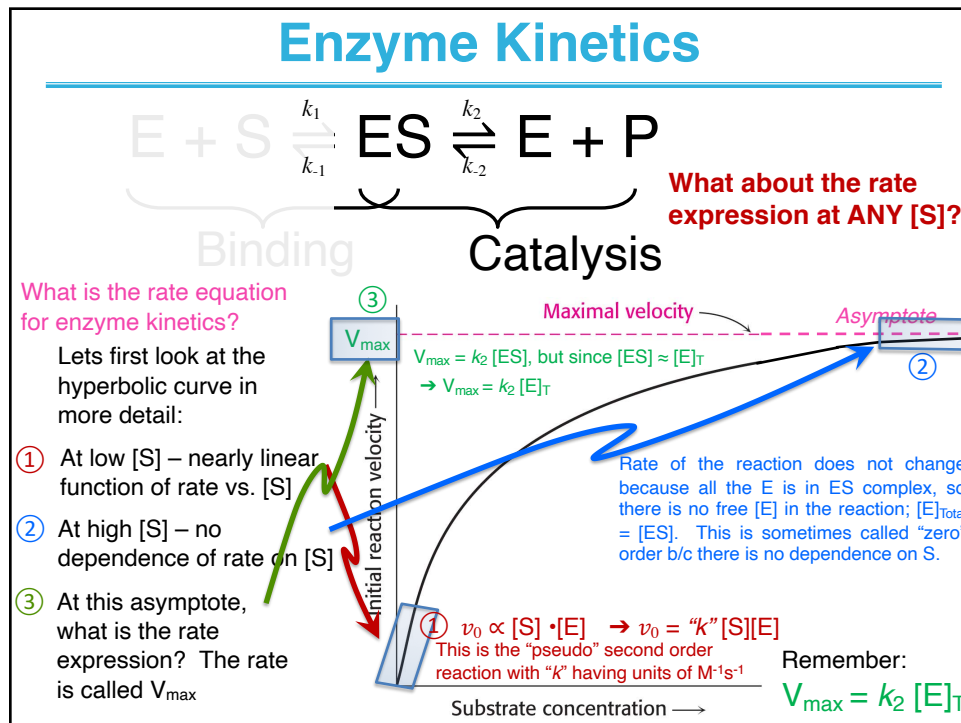 Enzyme Kinetics
k₁ k₂
E + S ⇌ ES ⇌ E + P
k₋₁ k₋₂
Binding
Catalysis
What about the rate
expression at ANY [S]?
What is the rate equation
for enzyme kinetics?
Lets first look at the
hyperbolic curve in
more detail:
① At low [S] – nearly linear
function of rate vs. [S]
② At high [S] – no
dependence of rate on [S]
③ At this asymptote,
what is the rate
expression? The rate
is called Vmax
③
Vmax
Maximal velocity
Asymptote
②
Vmax = k₂ [ES], but since [ES] ≈ [E]T
→ Vmax = k₂ [E]T
Initial reaction velocity
Rate of the reaction does not change
because all the E is in ES complex, so
there is no free [E] in the reaction; [E]Total
= [ES]. This is sometimes called “zero”
order b/c there is no dependence on S.
① v₀ ∝ [S] •[E] → v₀ = “k” [S][E]
This is the “pseudo” second order
reaction with “k” having units of M⁻¹s⁻¹
Substrate concentration
Remember:
Vmax = k₂ [E]T